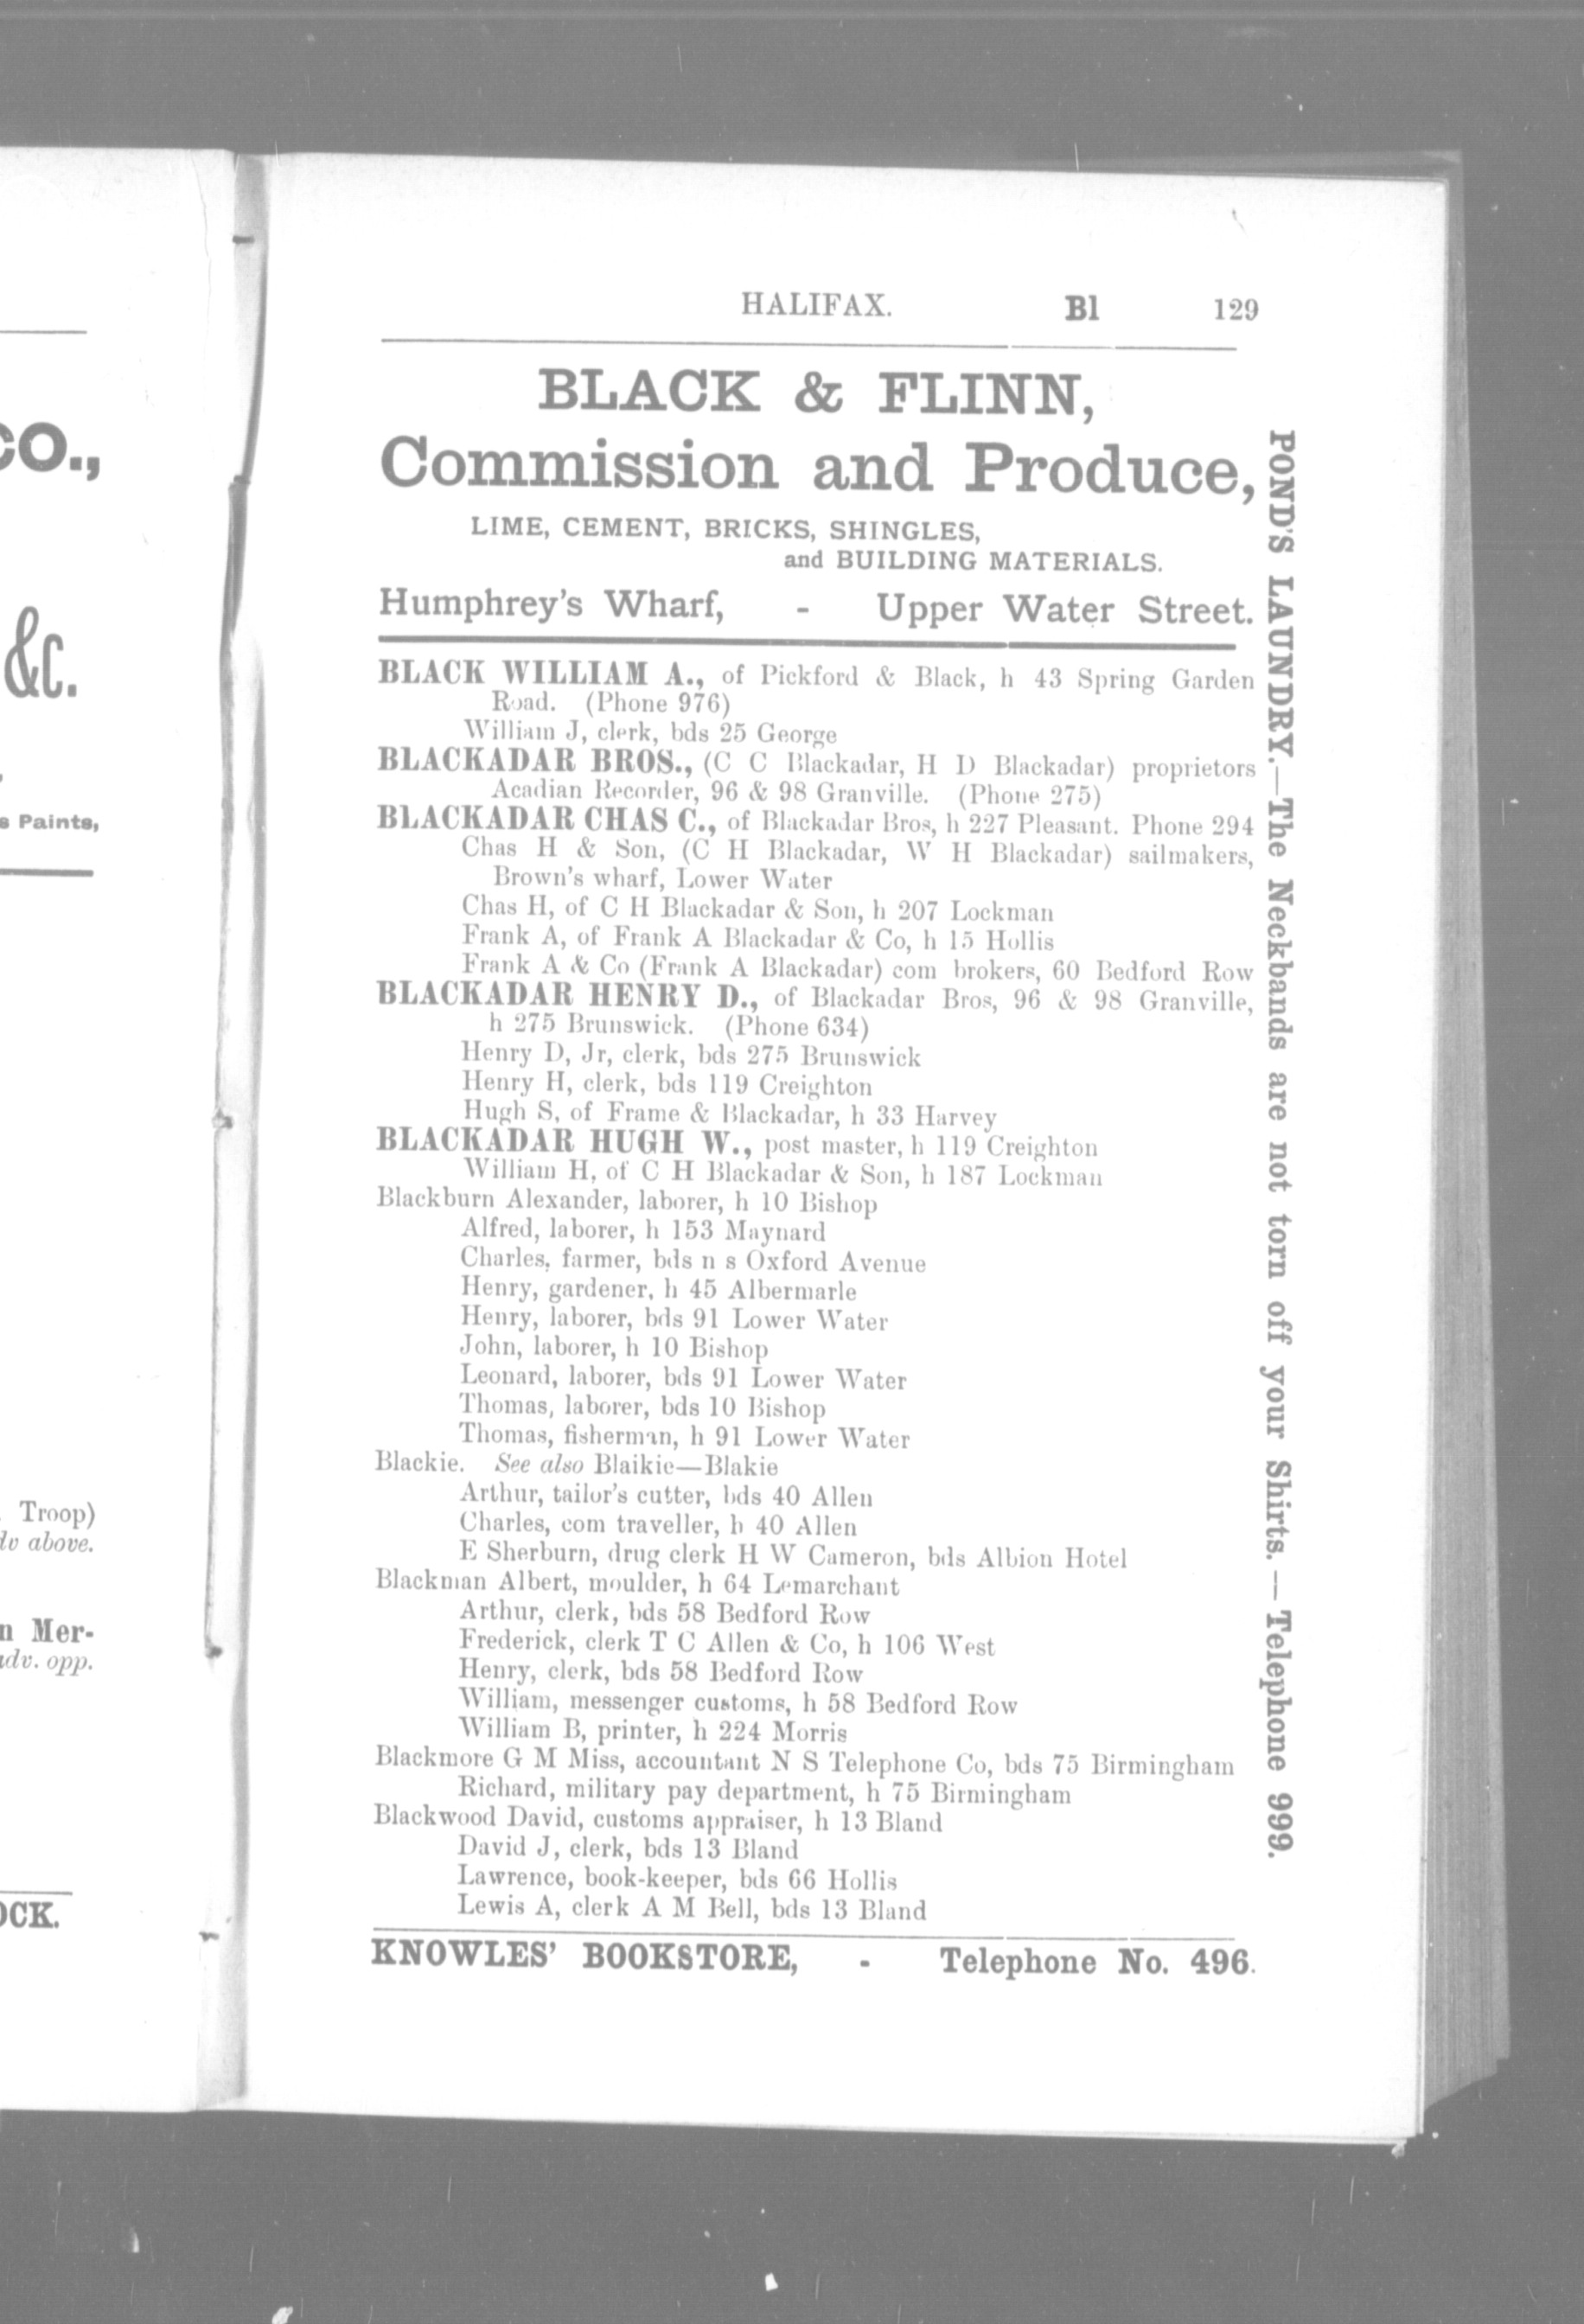 CO.,
&c.
s Paints,
Troop)
above.
n Mer-
adv. opp.
OCK.
HALIFAX. Bl 129
BLACK & FLINN,
Commission and Produce,
LIME, CEMENT, BRICKS, SHINGLES,
and BUILDING MATERIALS.
Humphrey's Wharf, - Upper Water Street.
BLACK WILLIAM A., of Pickford & Black, h 43 Spring Garden
Road. (Phone 976)
William J, clerk, bds 25 George
BLACKADAR BROS., (C C Blackadar, H D Blackadar) proprietors
Acadian Recorder, 96 & 98 Granville. (Phone 275)
BLACKADAR CHAS C., of Blackadar Bros, h 227 Pleasant. Phone 294
Chas H & Son, (C H Blackadar, W H Blackadar) sailmakers,
Brown's wharf, Lower Water
Chas H, of C H Blackadar & Son, h 207 Lockman
Frank A, of Frank A Blackadar & Co, h 15 Hollis
Frank A & Co (Frank A Blackadar) com brokers, 60 Bedford Row
BLACKADAR HENRY D., of Blackadar Bros, 96 & 98 Granville,
h 275 Brunswick. (Phone 634)
Henry D, Jr, clerk, bds 275 Brunswick
Henry H, clerk, bds 119 Creighton
Hugh S, of Frame & Blackadar, h 33 Harvey
BLACKADAR HUGH W., post master, h 119 Creighton
William H, of C H Blackadar & Son, h 187 Lockman
Blackburn Alexander, laborer, h 10 Bishop
Alfred, laborer, h 153 Maynard
Charles, farmer, bds n s Oxford Avenue
Henry, gardener, h 45 Albermarle
Henry, laborer, bds 91 Lower Water
John, laborer, h 10 Bishop
Leonard, laborer, bds 91 Lower Water
Thomas, laborer, bds 10 Bishop
Thomas, fisherman, h 91 Lower Water
Blackie. See also Blaikie—Blakie
Arthur, tailor's cutter, bds 40 Allen
Charles, com traveller, h 40 Allen
E Sherburn, drug clerk H W Cameron, bds Albion Hotel
Blackman Albert, moulder, h 64 Lemarchant
Arthur, clerk, bds 58 Bedford Row
Frederick, clerk T C Allen & Co, h 106 West
Henry, clerk, bds 58 Bedford Row
William, messenger customs, h 58 Bedford Row
William B, printer, h 224 Morris
Blackmore G M Miss, accountant N S Telephone Co, bds 75 Birmingham
Richard, military pay department, h 75 Birmingham
Blackwood David, customs appraiser, h 13 Bland
David J, clerk, bds 13 Bland
Lawrence, book-keeper, bds 66 Hollis
Lewis A, clerk A M Bell, bds 13 Bland
KNOWLES' BOOKSTORE, - Telephone No. 496.
POND'S LAUNDRY.—The Neckbands are not torn off your Shirts.—Telephone 999.